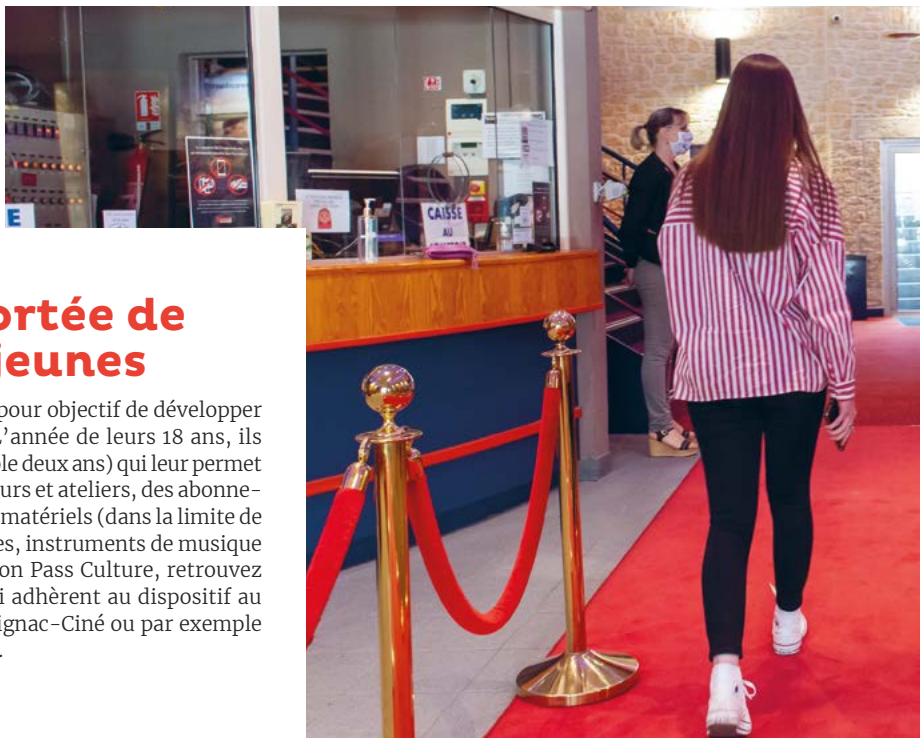 E
CAISSE
AU
ortée de
jeunes
pour objectif de développer
L'année de leurs 18 ans, ils
ble deux ans) qui leur permet
urs et ateliers, des abonne-
matériels (dans la limite de
es, instruments de musique
on Pass Culture, retrouvez
i adhèrent au dispositif au
ignac-Ciné ou par exemple
.